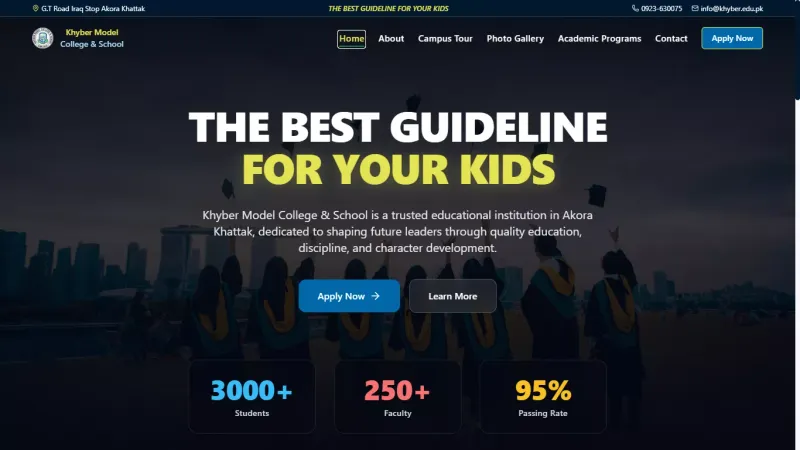 G.T Road Iraq Stop Akora Khattak
THE BEST GUIDELINE FOR YOUR KIDS
0923-630075
info@khyber.edu.pk
Khyber Model
College & School
Home
About
Campus Tour
Photo Gallery
Academic Programs
Contact
Apply Now
THE BEST GUIDELINE
FOR YOUR KIDS
Khyber Model College & School is a trusted educational institution in Akora
Khattak, dedicated to shaping future leaders through quality education,
discipline, and character development.
Apply Now
Learn More
3000+
Students
250+
Faculty
95%
Passing Rate